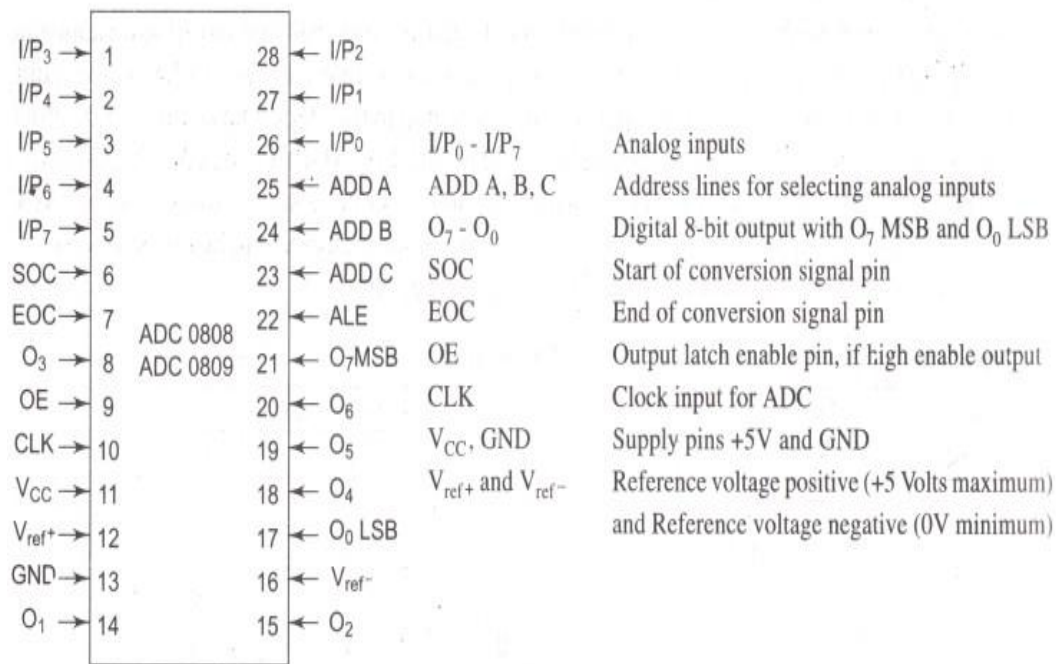 I/P3 1 28 I/P2
I/P4 2 27 I/P1
I/P5 3 26 I/P0 I/P0 - I/P7 Analog inputs
I/P6 4 25 ADD A ADD A, B, C Address lines for selecting analog inputs
I/P7 5 24 ADD B O7 - O0 Digital 8-bit output with O7 MSB and O0 LSB
SOC 6 23 ADD C SOC Start of conversion signal pin
EOC 7 22 ALE EOC End of conversion signal pin
ADC 0808
O3 8 ADC 0809 21 O7MSB OE Output latch enable pin, if high enable output
OE 9 20 O6 CLK Clock input for ADC
CLK 10 19 O5 VCC, GND Supply pins +5V and GND
VCC 11 18 O4 Vref+ and Vref- Reference voltage positive (+5 Volts maximum)
Vref+ 12 17 O0 LSB and Reference voltage negative (0V minimum)
GND 13 16 Vref-
O1 14 15 O2